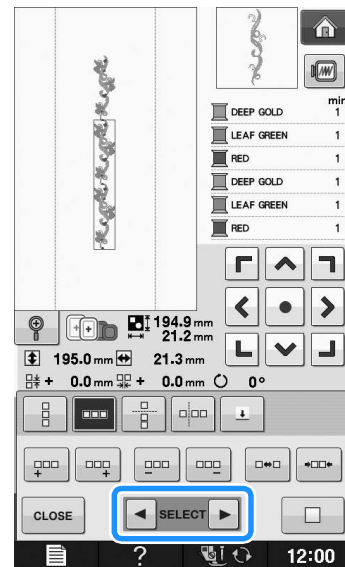 min
DEEP GOLD 1
LEAF GREEN 1
RED 1
DEEP GOLD 1
LEAF GREEN 1
RED 1
194.9 mm
21.2 mm
195.0 mm 21.3 mm
+ 0.0 mm + 0.0 mm 0°
CLOSE SELECT
? 12:00